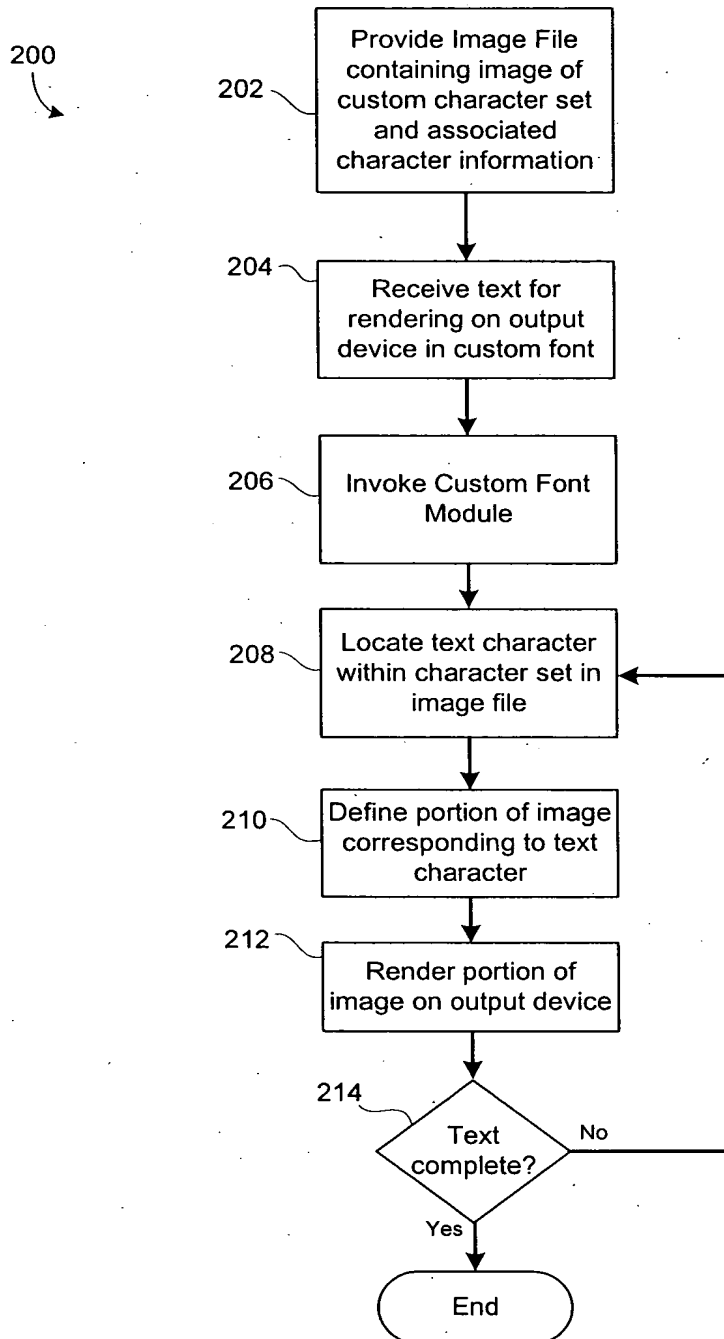 200
202
Provide Image File
containing image of
custom character set
and associated
character information
204
Receive text for
rendering on output
device in custom font
206
Invoke Custom Font
Module
208
Locate text character
within character set in
image file
210
Define portion of image
corresponding to text
character
212
Render portion of
image on output device
214
Text
complete?
No
Yes
End